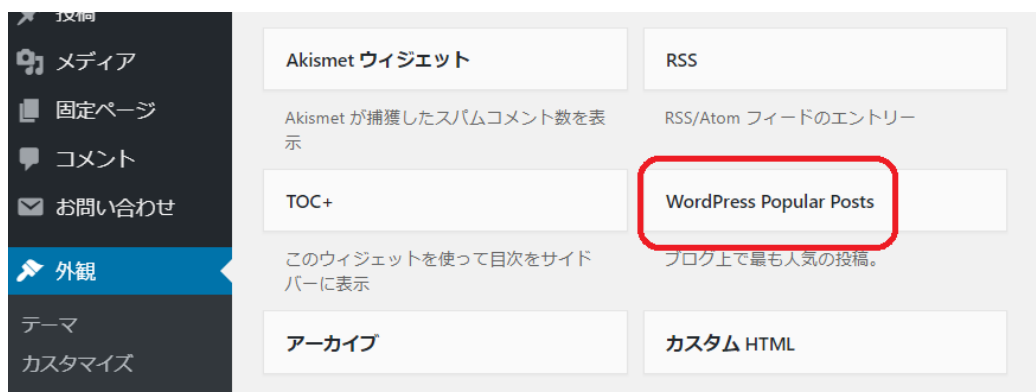 投稿
メディア
固定ページ
コメント
お問い合わせ
外観
テーマ
カスタマイズ
Akismet ウィジェット
RSS
Akismet が捕獲したスパムコメント数を表
示
RSS/Atom フィードのエントリー
TOC+
WordPress Popular Posts
このウィジェットを使って目次をサイド
バーに表示
ブログ上で最も人気の投稿。
アーカイブ
カスタム HTML